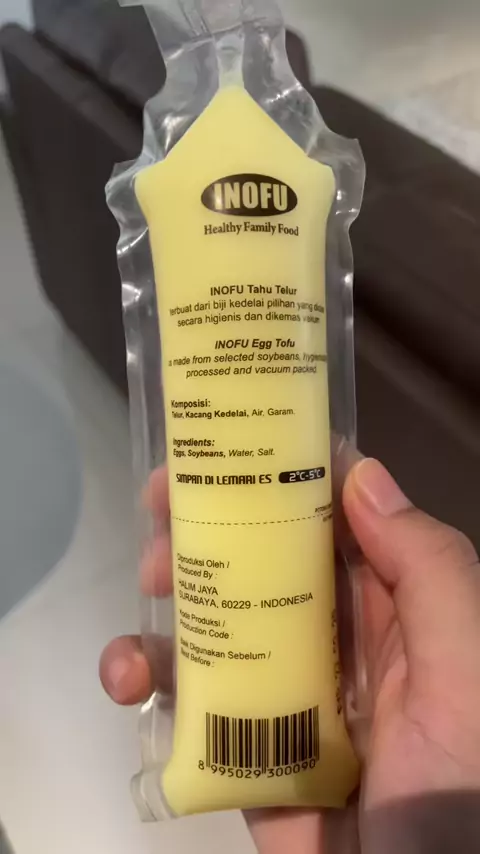 INOFU
Healthy Family Food
INOFU Tahu Telur
terbuat dari biji kedelai pilihan yang
secara higienis dan dikemas vakum
INOFU Egg Tofu
made from selected soybeans,
processed and vacuum packed
Komposisi:
Telur, Kacang Kedelai, Air, Garam.
Ingredients:
Eggs, Soybeans, Water, Salt.
SIMPAN DI LEMARI ES 2°C-5°C
Diproduksi Oleh /
Produced By :
HALIM JAYA
SURABAYA, 60229 - INDONESIA
Kode Produksi /
Production Code :
Baik Digunakan Sebelum /
Best Before :
8 995029 300090